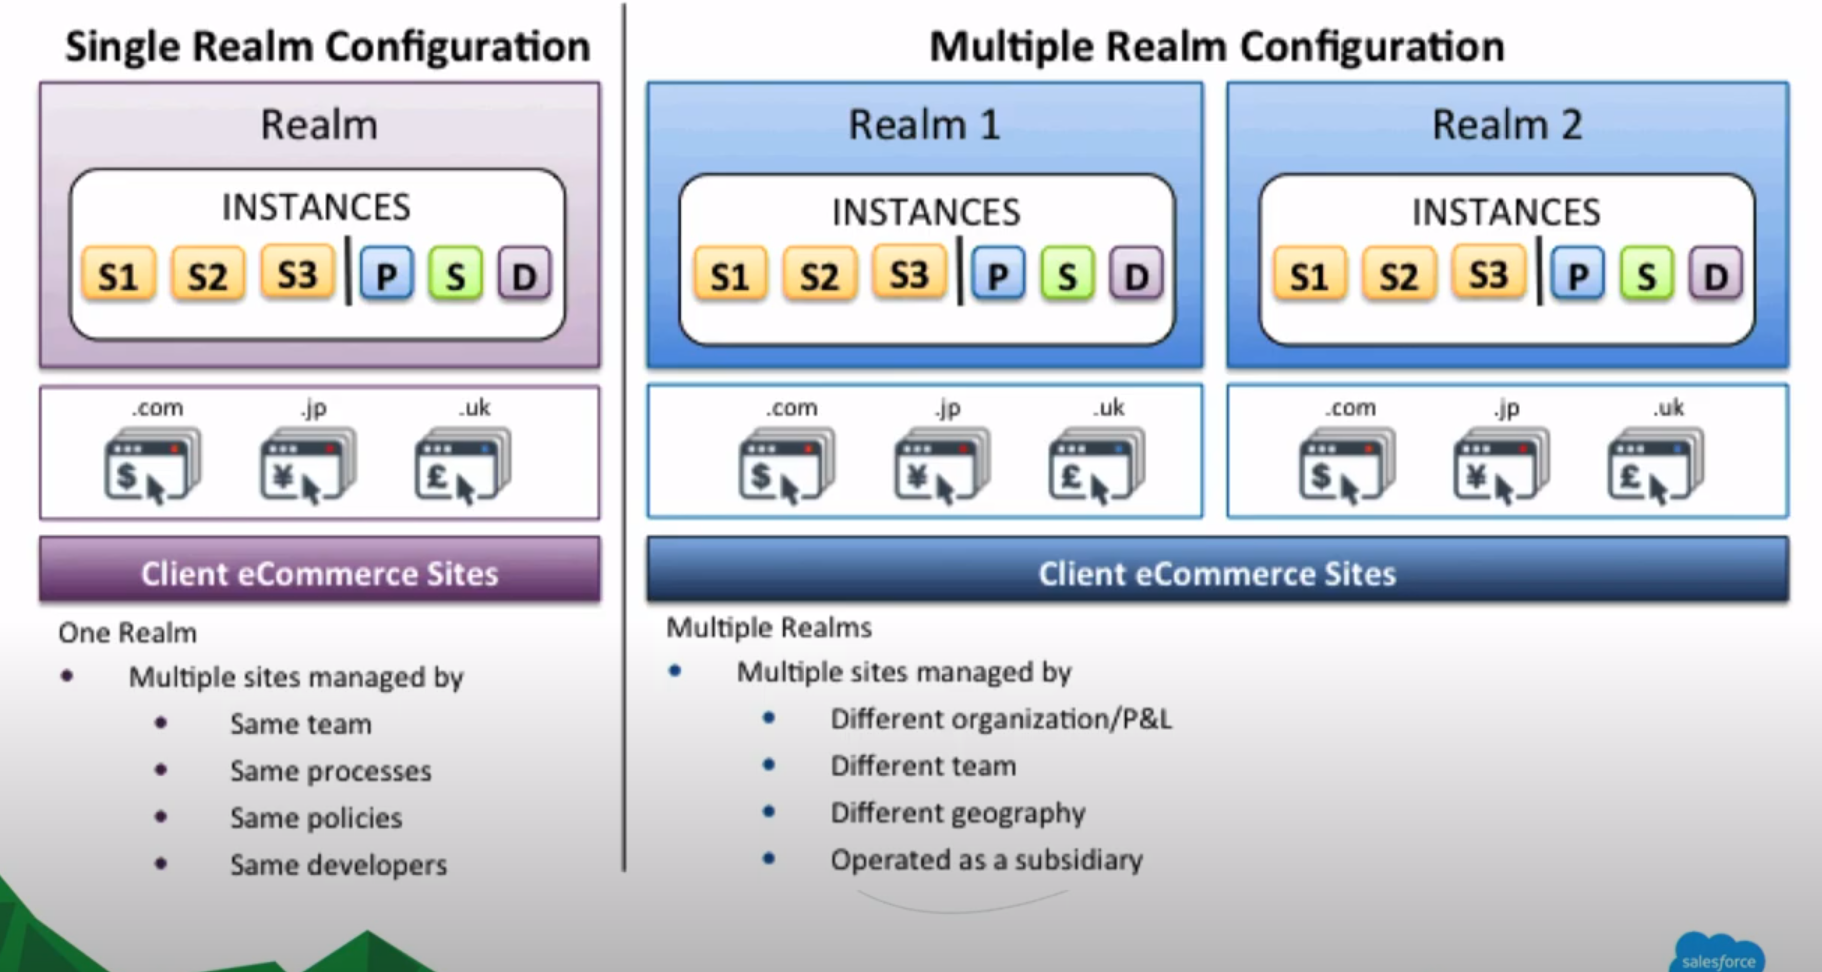 Single Realm Configuration
Realm
INSTANCES
S1 S2 S3 P S D
.com .jp .uk
$ ¥ £
Client eCommerce Sites
One Realm
• Multiple sites managed by
• Same team
• Same processes
• Same policies
• Same developers
Multiple Realm Configuration
Realm 1
INSTANCES
S1 S2 S3 P S D
.com .jp .uk
$ ¥ £
Realm 2
INSTANCES
S1 S2 S3 P S D
.com .jp .uk
$ ¥ £
Client eCommerce Sites
Multiple Realms
• Multiple sites managed by
• Different organization/P&L
• Different team
• Different geography
• Operated as a subsidiary
salesforce